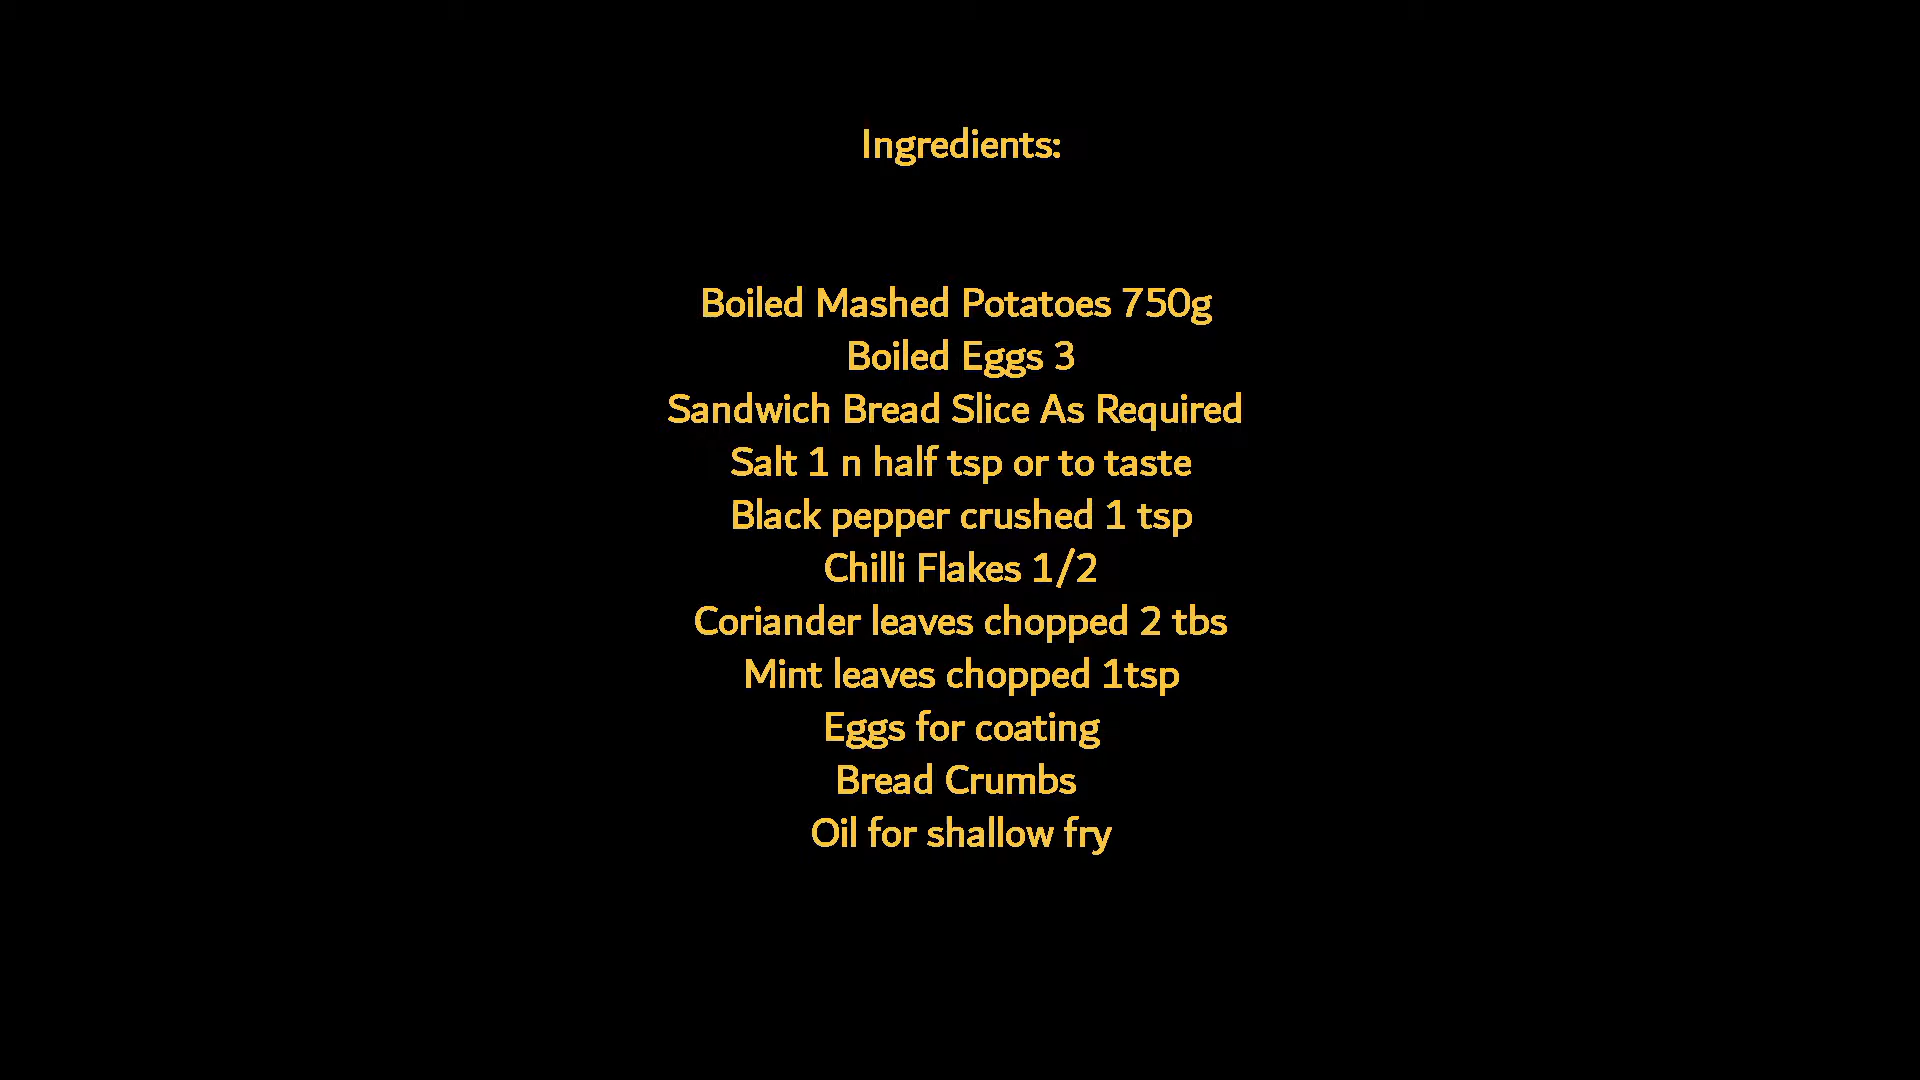 Ingredients:
Boiled Mashed Potatoes 750g
Boiled Eggs 3
Sandwich Bread Slice As Required
Salt 1 n half tsp or to taste
Black pepper crushed 1 tsp
Chilli Flakes 1/2
Coriander leaves chopped 2 tbs
Mint leaves chopped 1tsp
Eggs for coating
Bread Crumbs
Oil for shallow fry